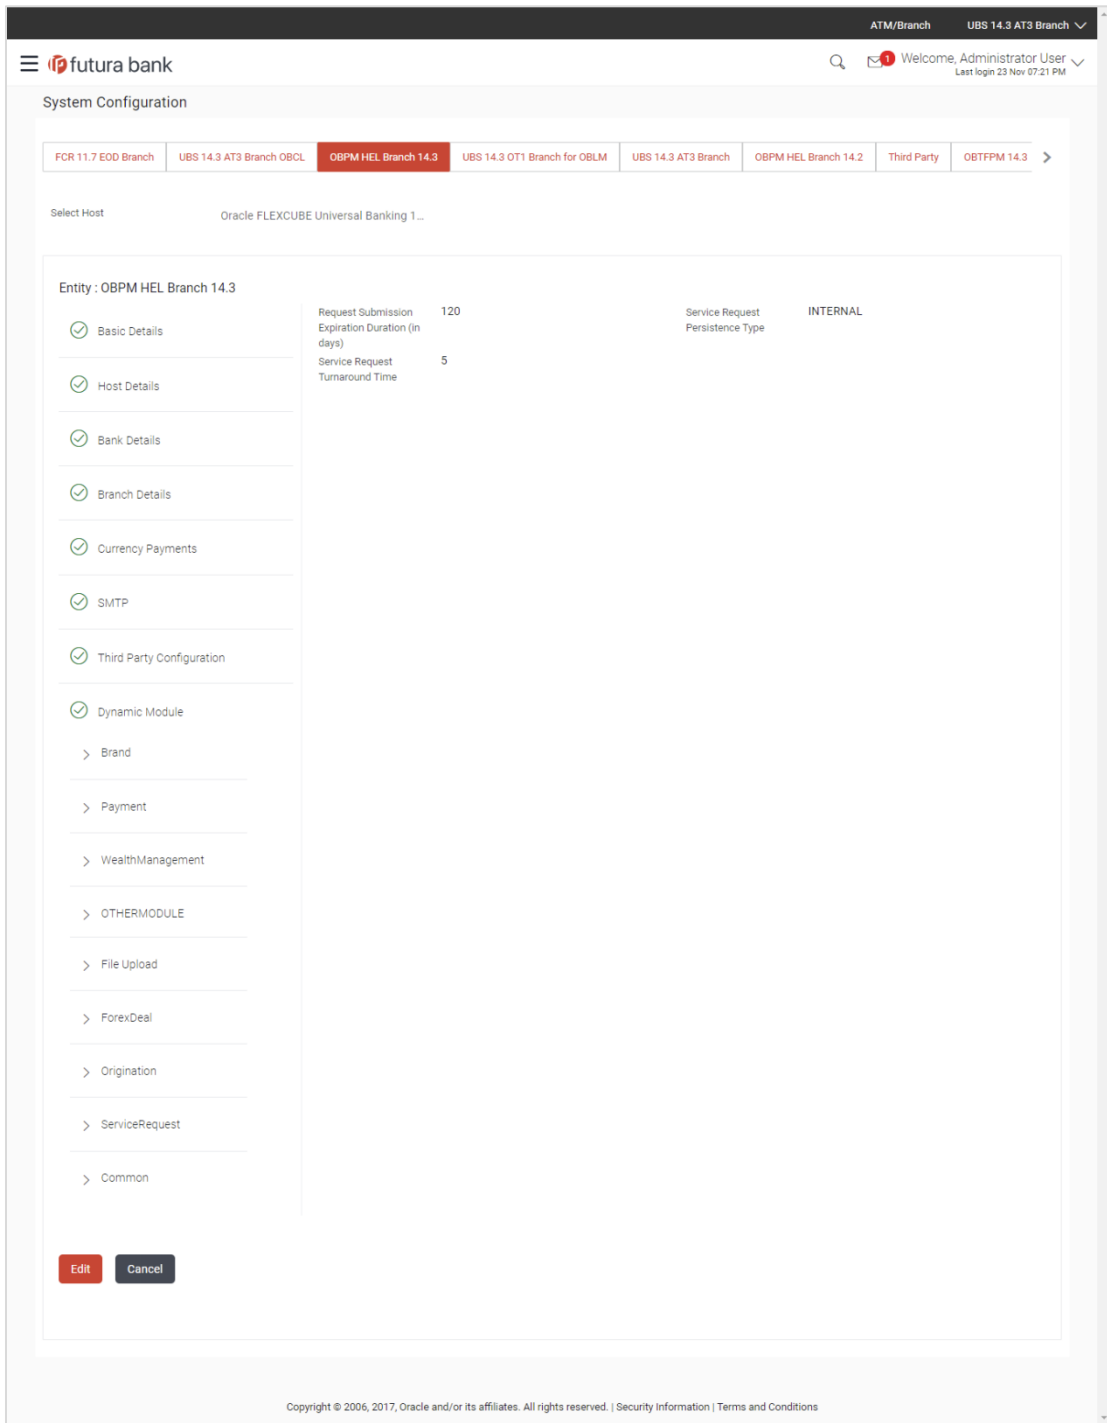 ATM/Branch UBS 14.3 AT3 Branch
futura bank
1
Welcome, Administrator User
Last login 23 Nov 07:21 PM
System Configuration
FCR 11.7 EOD Branch UBS 14.3 AT3 Branch OBCL OBPM HEL Branch 14.3 UBS 14.3 OT1 Branch for OBLM UBS 14.3 AT3 Branch OBPM HEL Branch 14.2 Third Party OBTFPM 14.3
Select Host Oracle FLEXCUBE Universal Banking 1...
Entity : OBPM HEL Branch 14.3
Request Submission
Expiration Duration (in
days)
120
Service Request
Persistence Type
INTERNAL
Service Request
Turnaround Time
5
Basic Details
Host Details
Bank Details
Branch Details
Currency Payments
SMTP
Third Party Configuration
Dynamic Module
Brand
Payment
WealthManagement
OTHERMODULE
File Upload
ForexDeal
Origination
ServiceRequest
Common
Edit Cancel
Copyright © 2006, 2017, Oracle and/or its affiliates. All rights reserved. | Security Information | Terms and Conditions